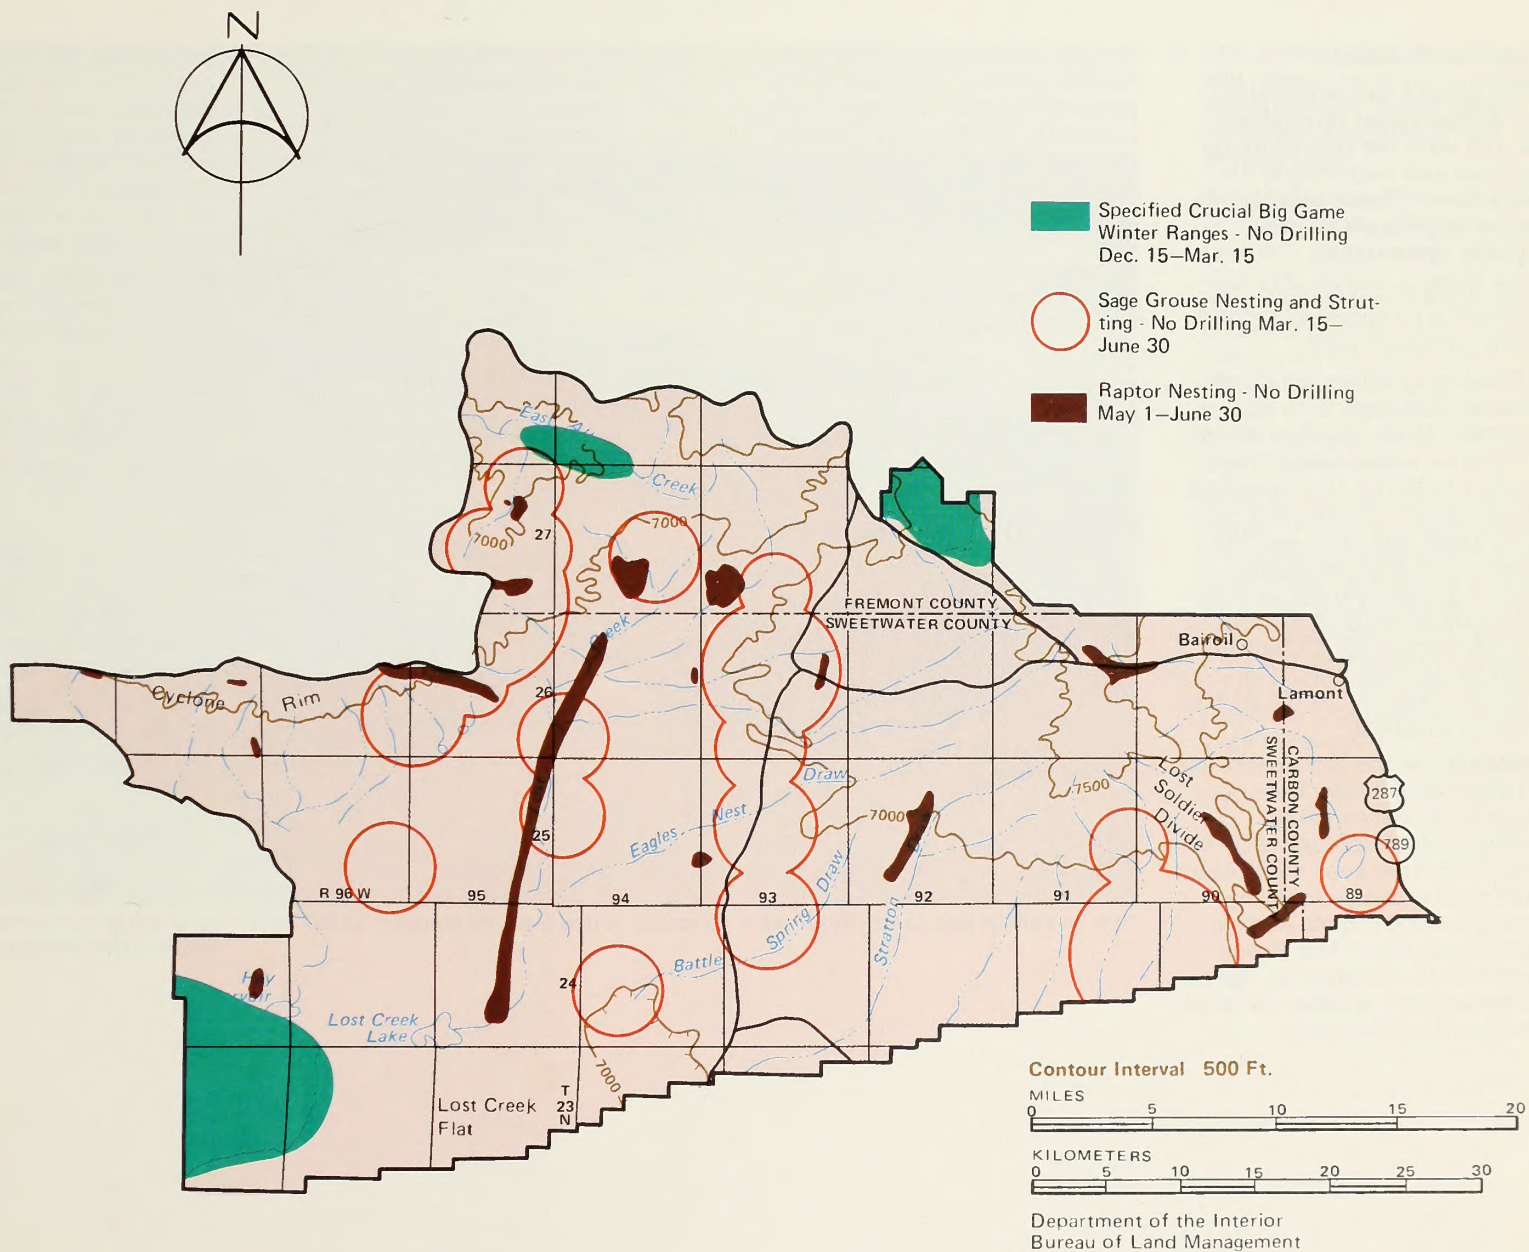 N
Specified Crucial Big Game
Winter Ranges - No Drilling
Dec. 15—Mar. 15
Sage Grouse Nesting and Strut-
ting - No Drilling Mar. 15—
June 30
Raptor Nesting - No Drilling
May 1—June 30
East
Creek
7000
7000
27
FREMONT COUNTY
SWEETWATER COUNTY
Creek
Bairoil
Lamont
Cyclone Rim
26
Draw
Lost
Soldier
Divide
7500
SWEETWATER COUNTY
CARBON COUNTY
287
789
7000
Eagles Nest
25
Draw
R 96 W
95
94
93
92
91
90
89
Spring
Battle
Stratton
24
Hay
Lost Creek
Lake
7000
Lost Creek
Flat
T
23
N
Contour Interval 500 Ft.
MILES
0 5 10 15 20
KILOMETERS
0 5 10 15 20 25 30
Department of the Interior
Bureau of Land Management